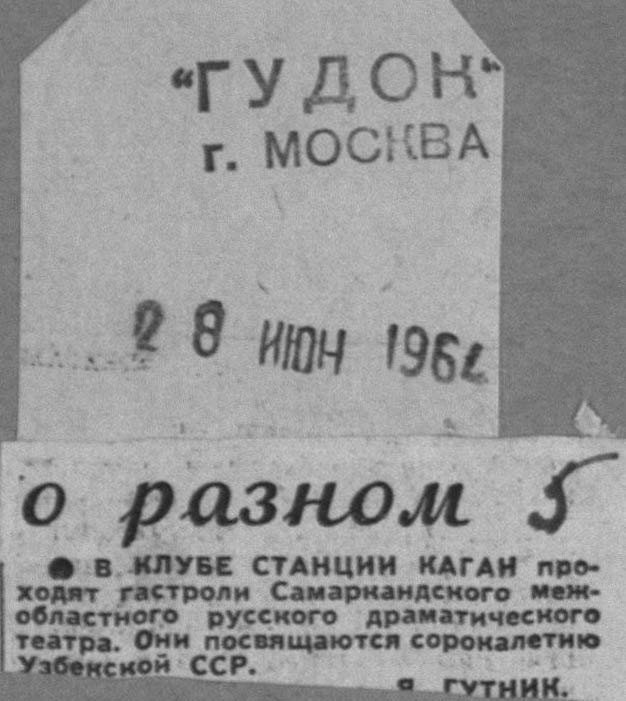 "ГУДОК"
г. МОСКВА
28 ИЮН 1964
о разном 5
● В КЛУБЕ СТАНЦИИ КАГАН про-
ходят гастроли Самаркандского меж-
областного русского драматического
театра. Они посвящаются сорокалетию
Узбекской ССР.
Я ГУТНИК.